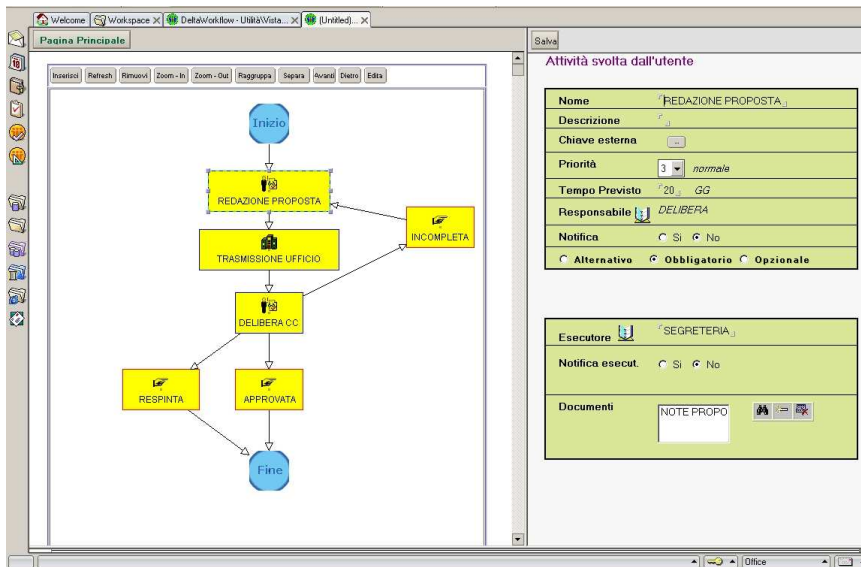 Welcome Workspace DeltaWorkflow - Utilità\Vista... (Untitled)...
Pagina Principale
Inserisci Refresh Rimuovi Zoom - In Zoom - Out Raggruppa Separa Avanti Dietro Edita
Inizio
REDAZIONE PROPOSTA
INCOMPLETA
TRASMISSIONE UFFICIO
DELIBERA CC
RESPINTA
APPROVATA
Fine
Salva
Attività svolta dall'utente
Nome REDAZIONE PROPOSTA
Descrizione
Chiave esterna ...
Priorità 3 normale
Tempo Previsto 20 GG
Responsabile DELIBERA
Notifica Si No
Alternativo Obbligatorio Opzionale
Esecutore SEGRETERIA
Notifica esecut. Si No
Documenti NOTE PROPO
Office